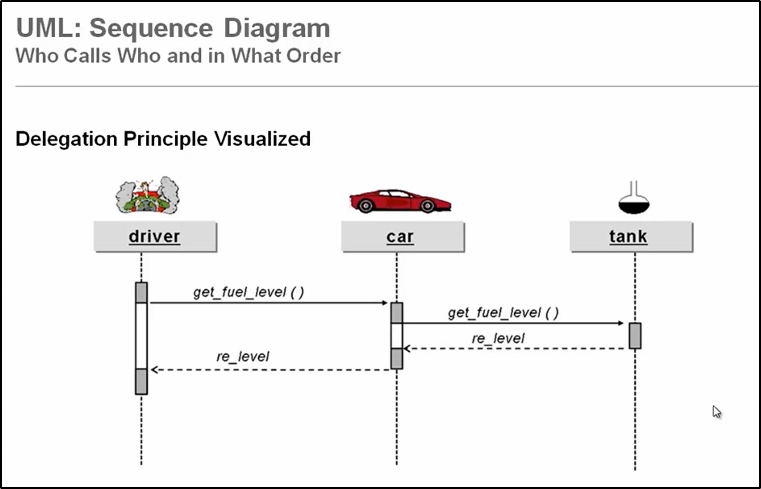 UML: Sequence Diagram
Who Calls Who and in What Order
Delegation Principle Visualized
driver
car
tank
get_fuel_level ( )
get_fuel_level ( )
re_level
re_level